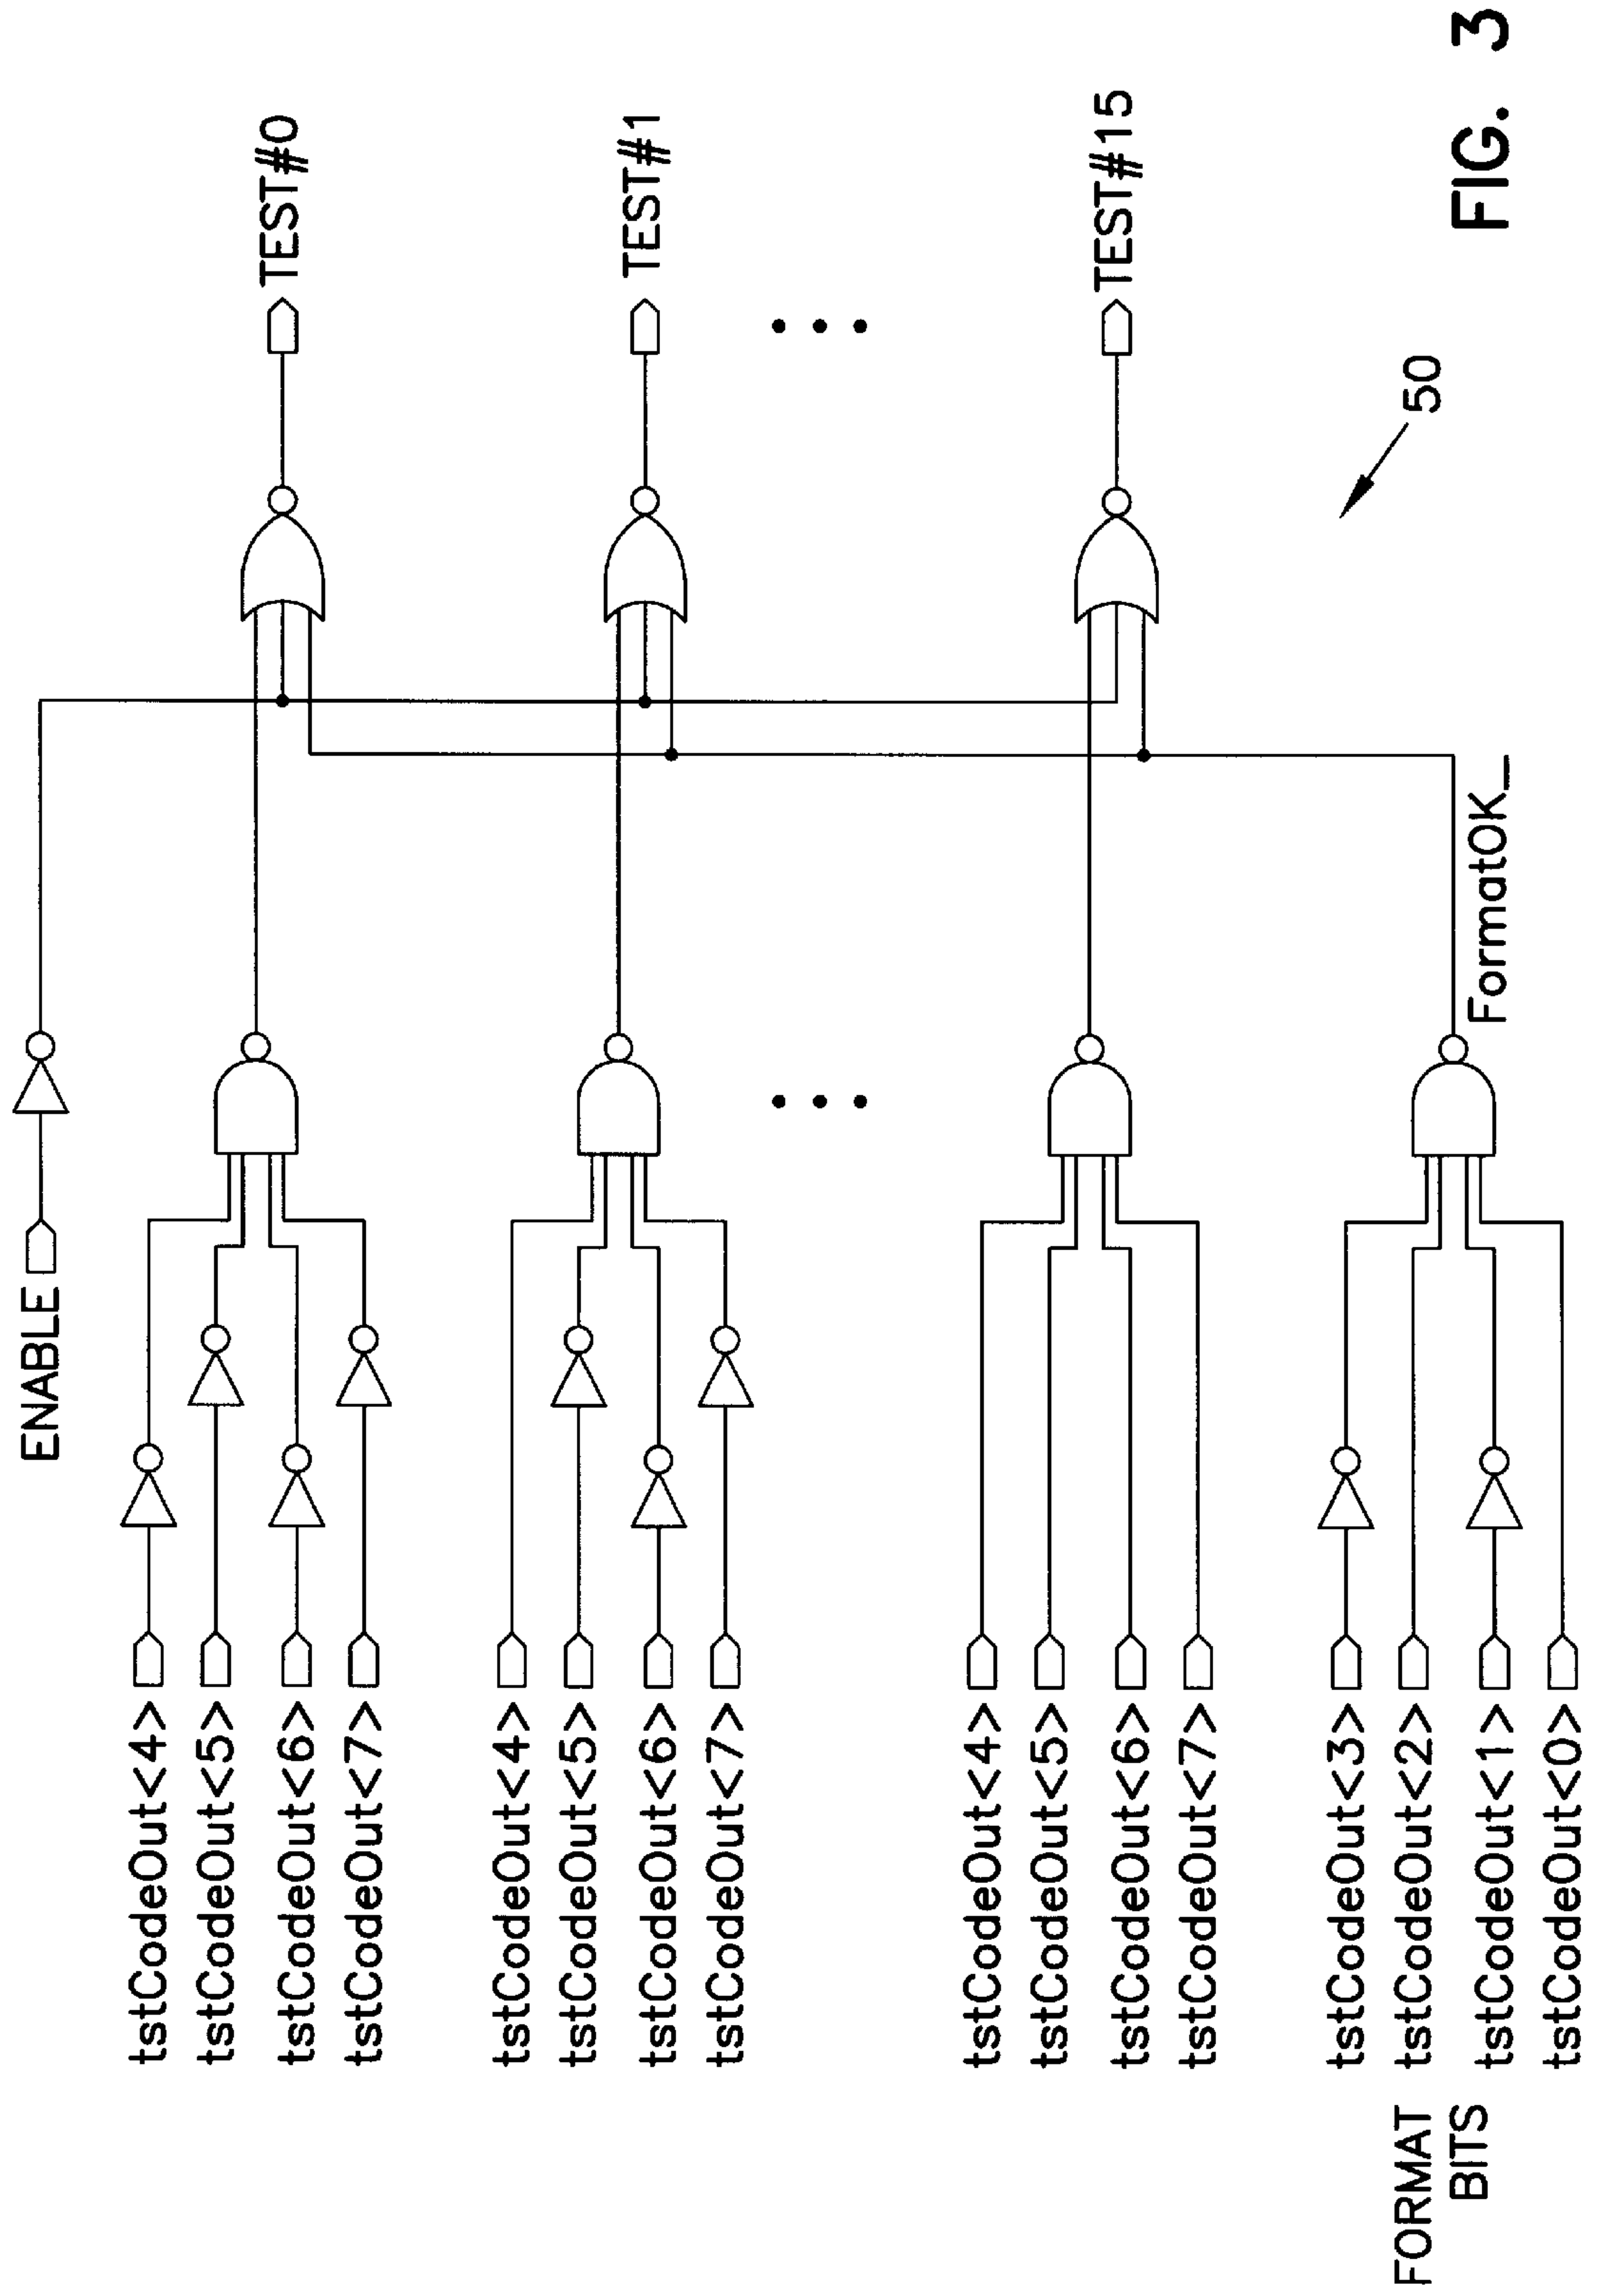 ENABLE
tstCodeOut<4>
tstCodeOut<5>
tstCodeOut<6>
tstCodeOut<7>
TEST#0
tstCodeOut<4>
tstCodeOut<5>
tstCodeOut<6>
tstCodeOut<7>
TEST#1
tstCodeOut<4>
tstCodeOut<5>
tstCodeOut<6>
tstCodeOut<7>
TEST#15
FORMAT
BITS
tstCodeOut<3>
tstCodeOut<2>
tstCodeOut<1>
tstCodeOut<0>
FormatOK_
50
FIG. 3